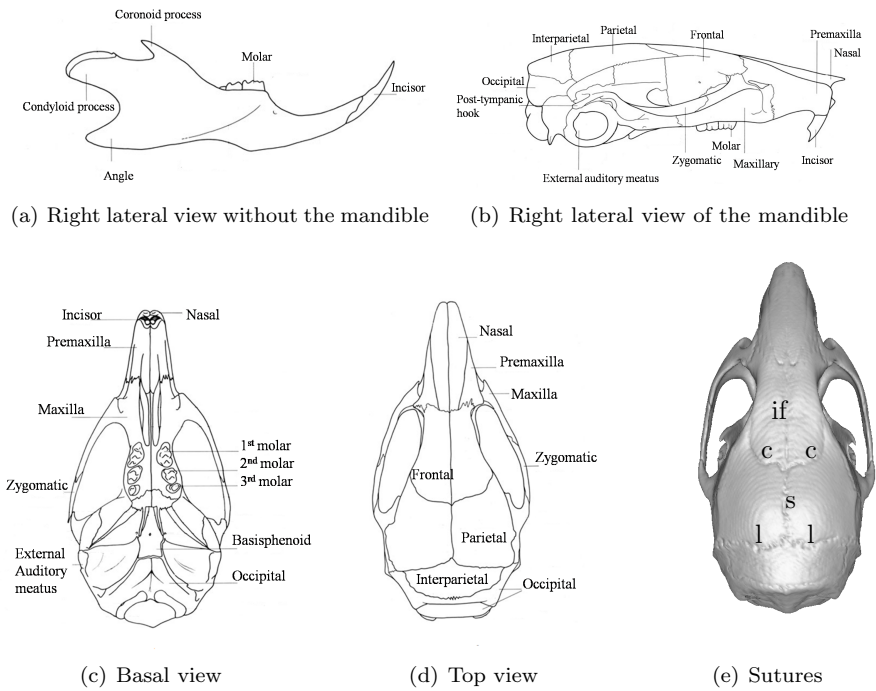 Coronoid process
Molar
Incisor
Condyloid process
Angle
Interparietal
Parietal
Frontal
Premaxilla
Nasal
Occipital
Post-tympanic
hook
Molar
Zygomatic
Maxillary
Incisor
External auditory meatus
(a) Right lateral view without the mandible
(b) Right lateral view of the mandible
Incisor
Nasal
Premaxilla
Maxilla
1st molar
2nd molar
3rd molar
Zygomatic
Basisphenoid
External
Auditory
meatus
Occipital
Nasal
Premaxilla
Maxilla
Zygomatic
Frontal
Parietal
Interparietal
Occipital
if
c c
s
l l
(c) Basal view
(d) Top view
(e) Sutures